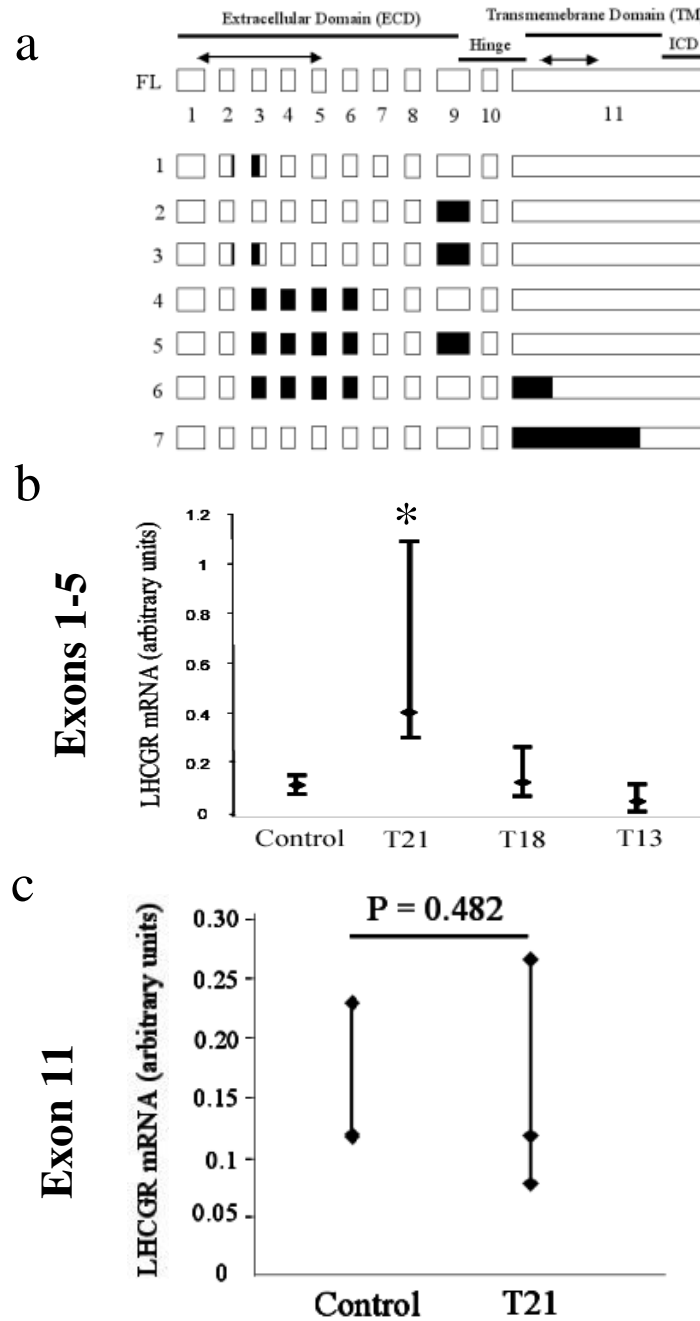 a
Extracellular Domain (ECD)
Transmemebrane Domain (TM
Hinge
ICD
FL
1 2 3 4 5 6 7 8 9 10 11
1
2
3
4
5
6
7
b
Exons 1-5
LHCGR mRNA (arbitrary units)
1.2
1
0.8
0.6
0.4
0.2
0
*
Control T21 T18 T13
c
Exon 11
LHCGR mRNA (arbitrary units)
P = 0.482
0.30
0.25
0.20
0.15
0.1
0.05
0
Control T21